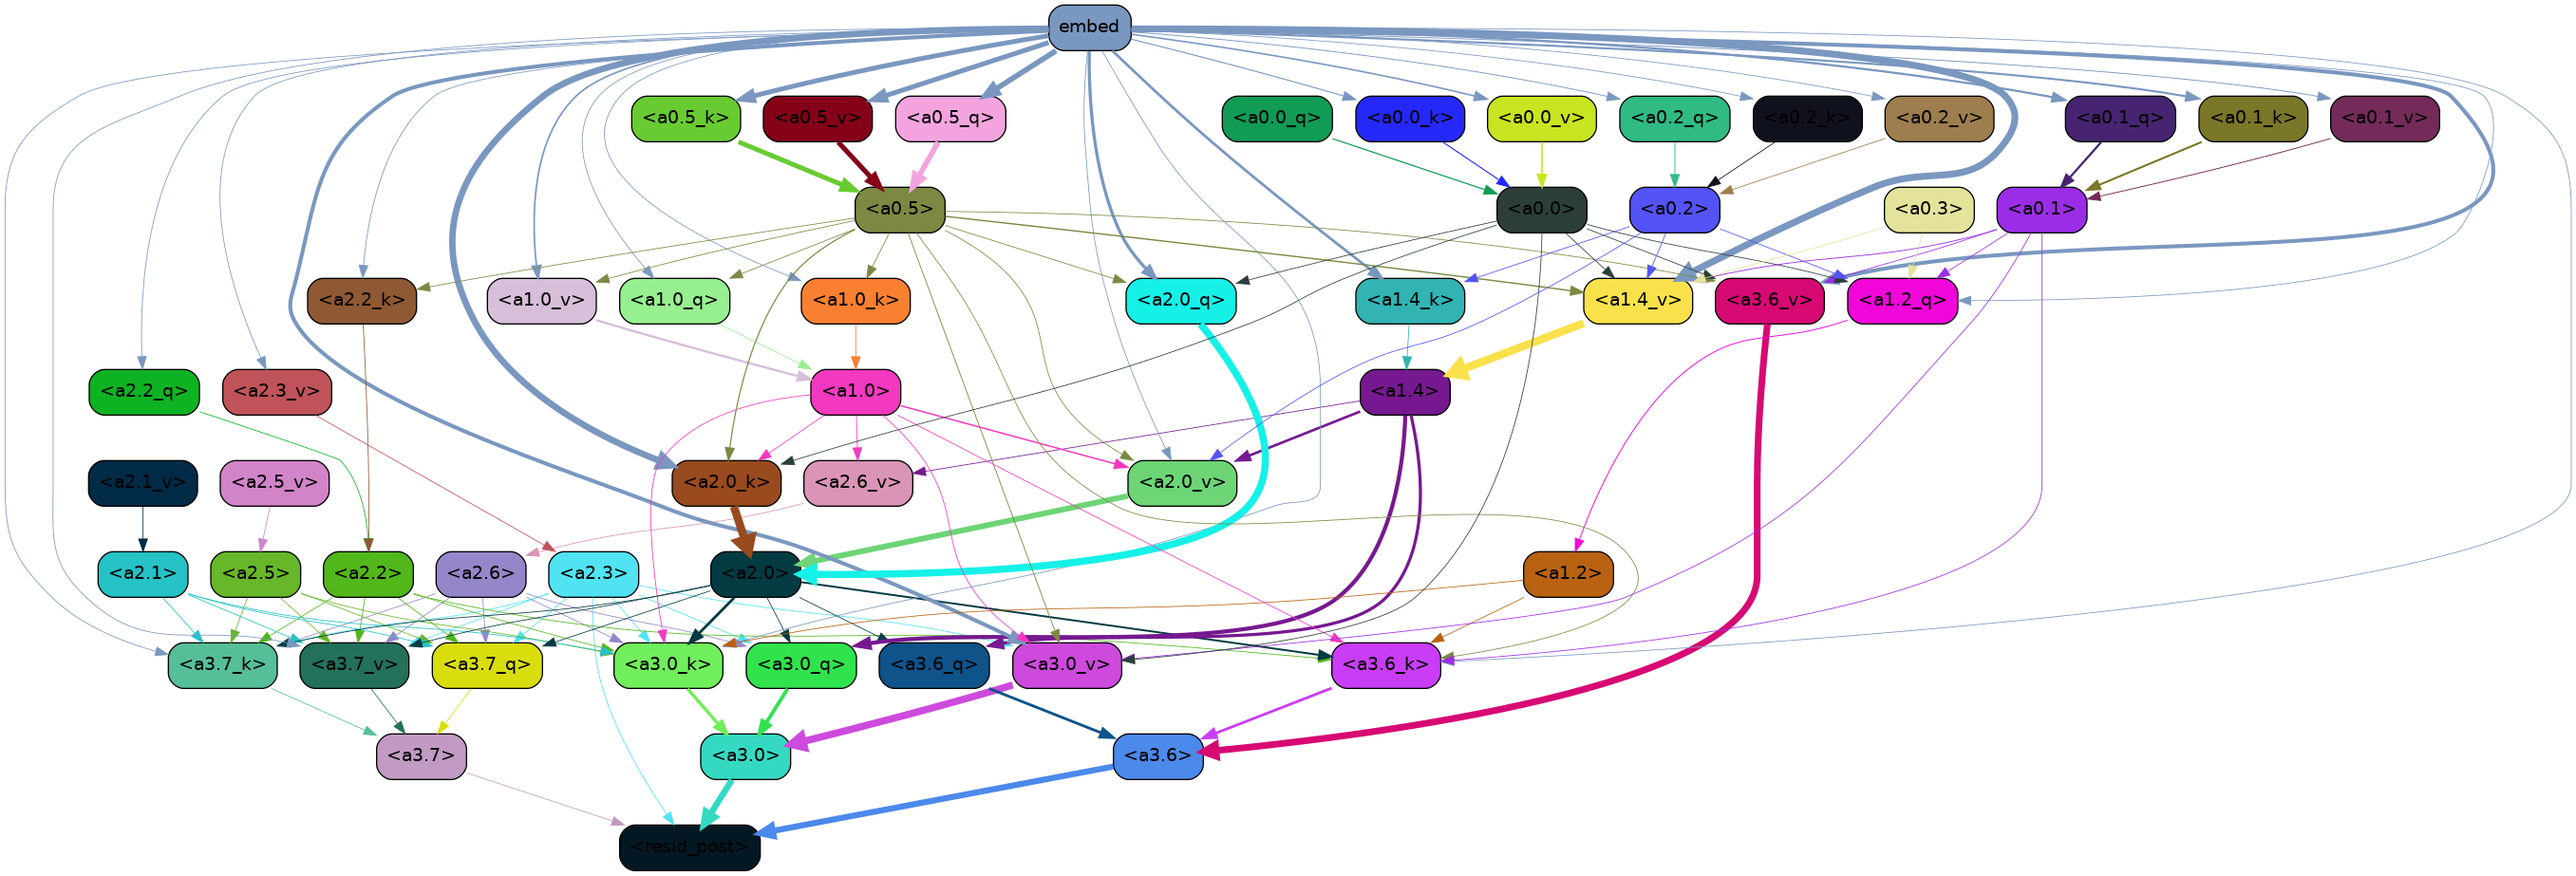 embed
<a0.5_k>
<a0.5_v>
<a0.5_q>
<a0.0_q>
<a0.0_k>
<a0.0_v>
<a0.2_q>
<a0.2_k>
<a0.2_v>
<a0.1_q>
<a0.1_k>
<a0.1_v>
<a0.5>
<a0.0>
<a0.2>
<a0.3>
<a0.1>
<a2.2_k>
<a1.0_v>
<a1.0_q>
<a1.0_k>
<a2.0_q>
<a1.4_k>
<a1.4_v>
<a3.6_v>
<a1.2_q>
<a2.2_q>
<a2.3_v>
<a1.0>
<a1.4>
<a2.1_v>
<a2.5_v>
<a2.0_k>
<a2.6_v>
<a2.0_v>
<a2.1>
<a2.5>
<a2.2>
<a2.6>
<a2.3>
<a2.0>
<a1.2>
<a3.7_k>
<a3.7_v>
<a3.7_q>
<a3.0_k>
<a3.0_q>
<a3.6_q>
<a3.0_v>
<a3.6_k>
<a3.7>
<a3.0>
<a3.6>
<resid_post>